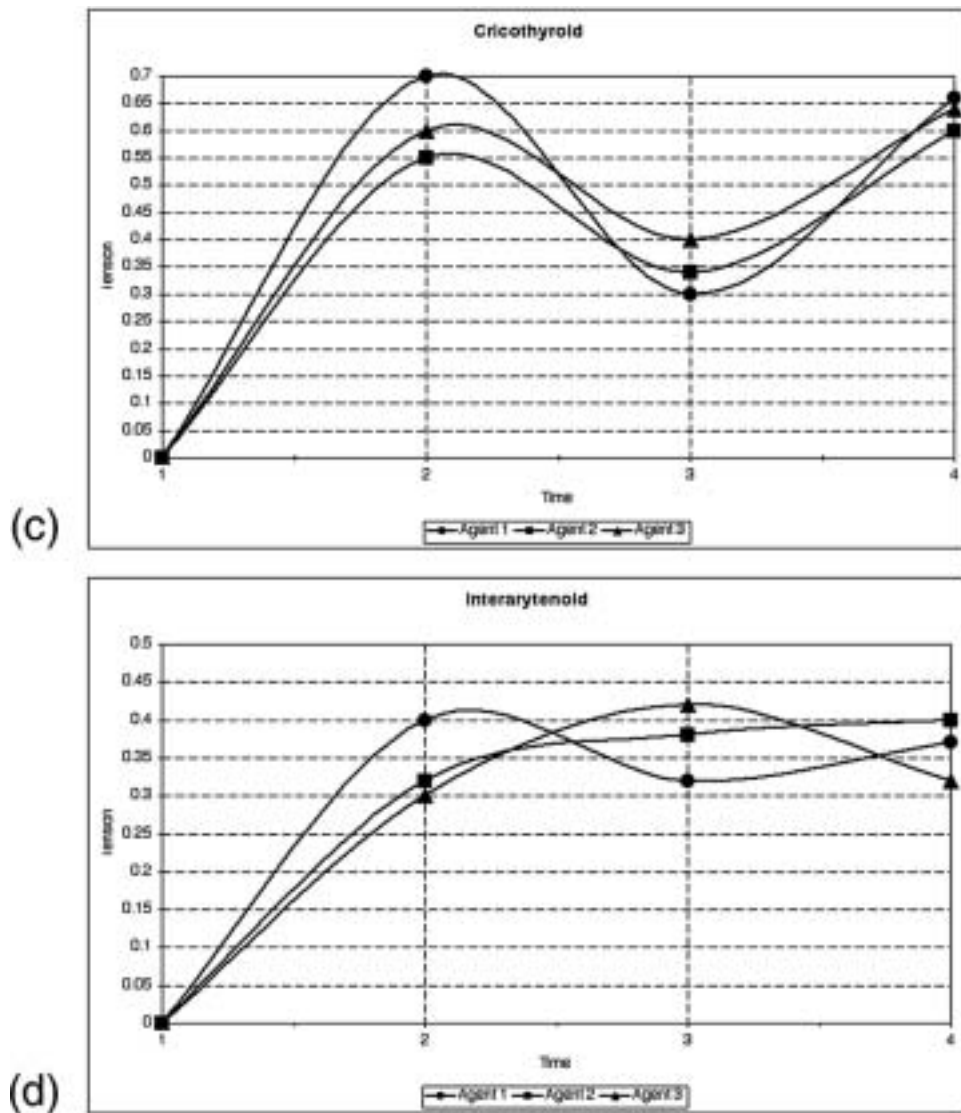 Cricothyroid
0.7
0.65
0.6
0.55
0.5
0.45
0.4
0.35
0.3
0.25
0.2
0.15
0.1
0.05
0
Tension
1 2 3 4
Time
(c)
Agent 1 Agent 2 Agent 3
Interarytenoid
0.5
0.45
0.4
0.35
0.3
0.25
0.2
0.15
0.1
0.05
0
Tension
1 2 3 4
Time
(d)
Agent 1 Agent 2 Agent 3